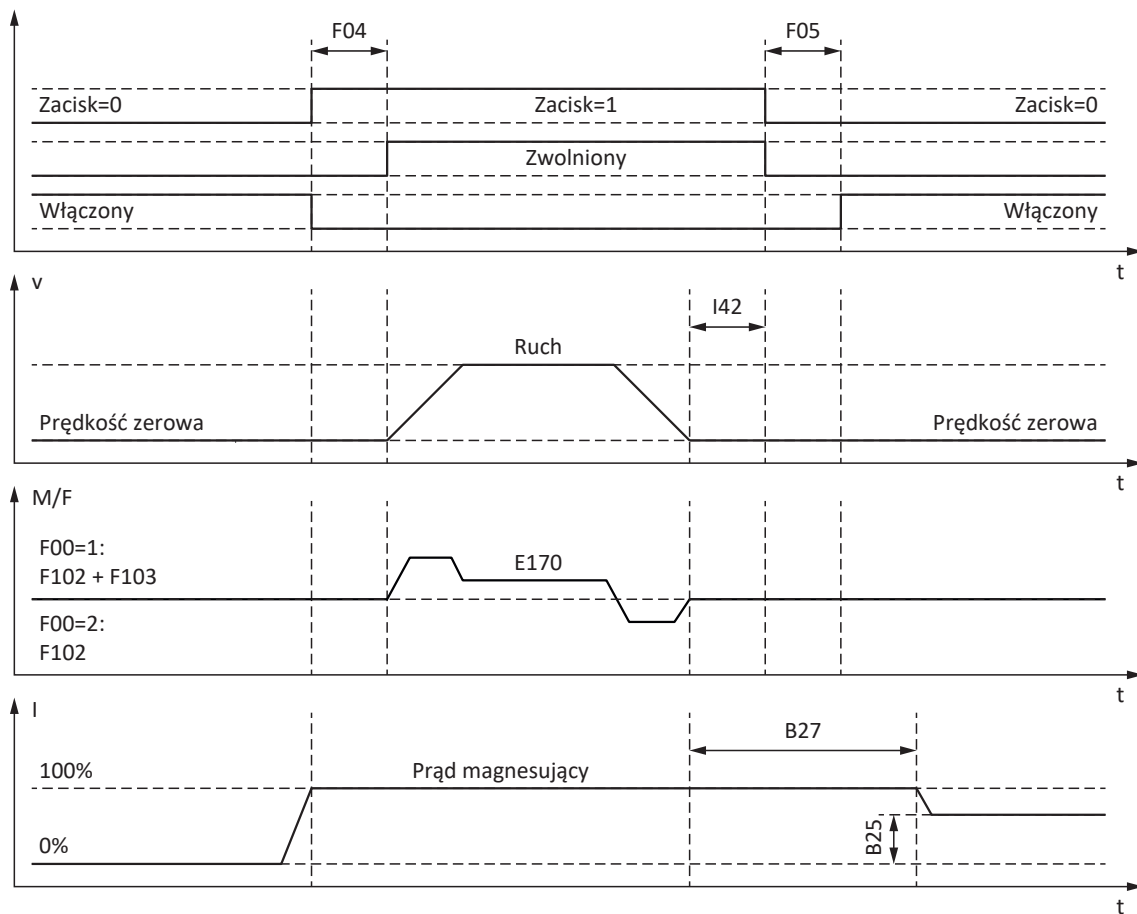 F04
F05
Zacisk=0
Zacisk=1
Zacisk=0
Zwolniony
Włączony
Włączony
t
v
I42
Ruch
Prędkość zerowa
Prędkość zerowa
t
M/F
F00=1:
F102 + F103
E170
F00=2:
F102
t
I
B27
100%
Prąd magnesujący
B25
0%
t